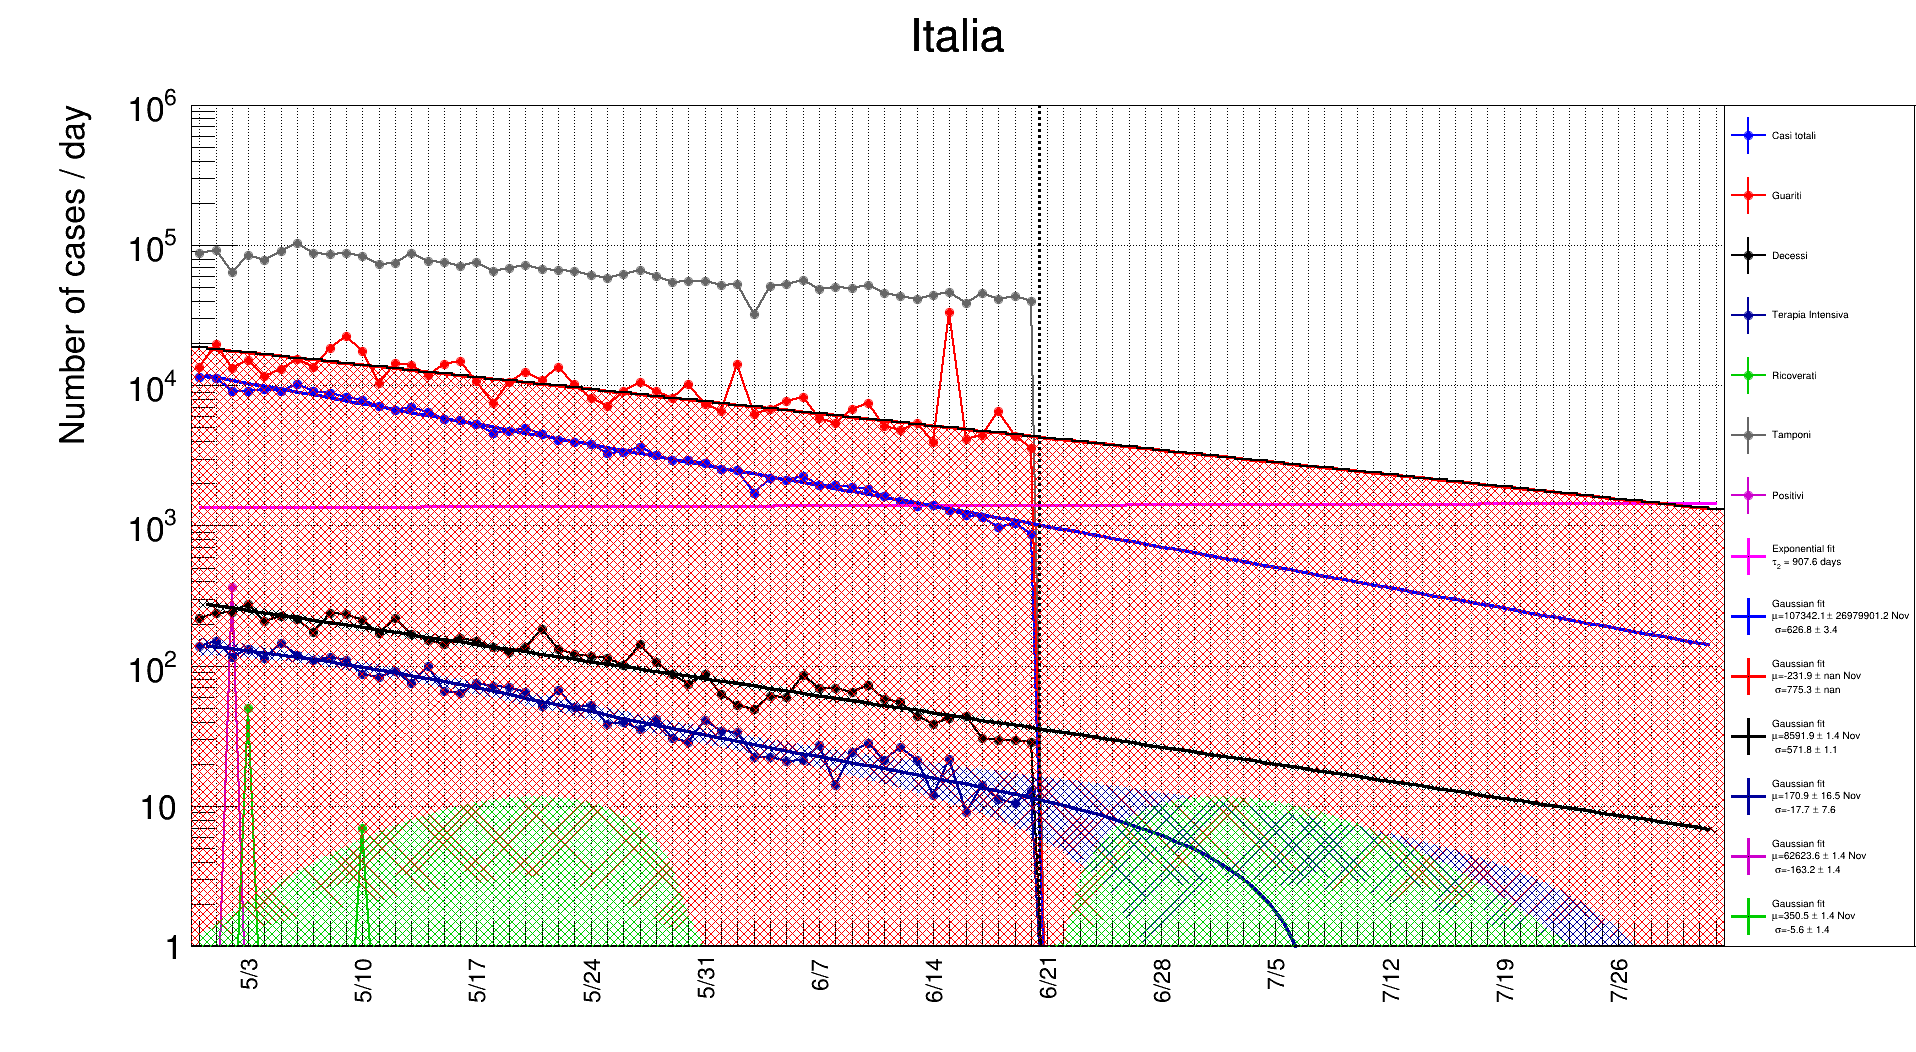 Italia
Number of cases / day
10^6
10^5
10^4
10^3
10^2
10
1
5/3
5/10
5/17
5/24
5/31
6/7
6/14
6/21
6/28
7/5
7/12
7/19
7/26
Casi totali
Guariti
Decessi
Terapia Intensiva
Ricoverati
Tamponi
Positivi
Exponential fit
τ₂ = 907.6 days
Gaussian fit
μ=107342.1± 26979901.2 Nov
σ=626.8 ± 3.4
Gaussian fit
μ=-231.9 ± nan Nov
σ=775.3 ± nan
Gaussian fit
μ=8591.9 ± 1.4 Nov
σ=571.8 ± 1.1
Gaussian fit
μ=170.9 ± 16.5 Nov
σ=-17.7 ± 7.6
Gaussian fit
μ=62623.6 ± 1.4 Nov
σ=-163.2 ± 1.4
Gaussian fit
μ=350.5 ± 1.4 Nov
σ=-5.6 ± 1.4